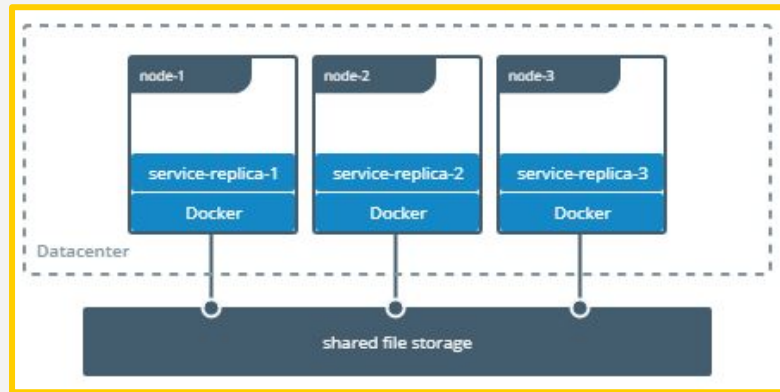 node-1
node-2
node-3
service-replica-1
service-replica-2
service-replica-3
Docker
Docker
Docker
Datacenter
shared file storage